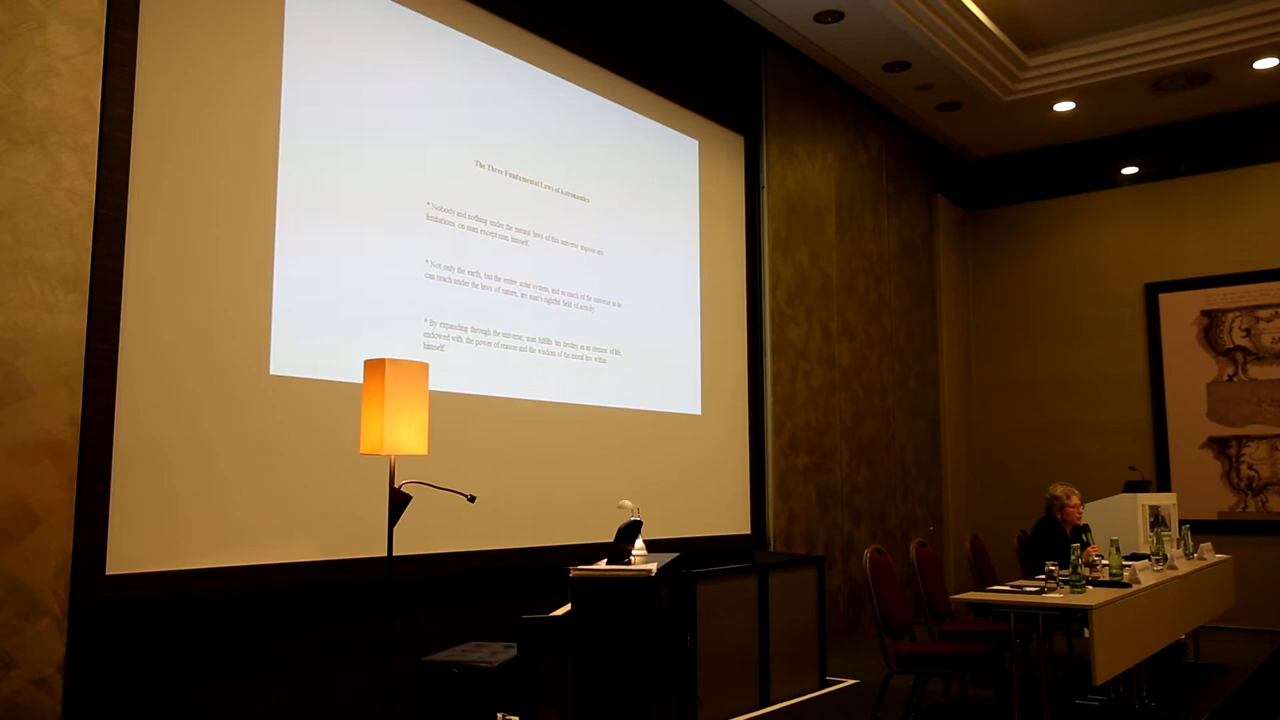 The Three Fundamental Laws of Astronautics
* Nobody and nothing under the natural laws of this universe impose any
limitations on man except man himself.
* Not only the earth, but the entire solar system, and as much of the universe as he
can reach under the laws of nature, are man's rightful field of activity.
* By expanding through the universe, man fulfills his destiny as an element of life,
endowed with the power of reason and the wisdom of the moral law within
himself.